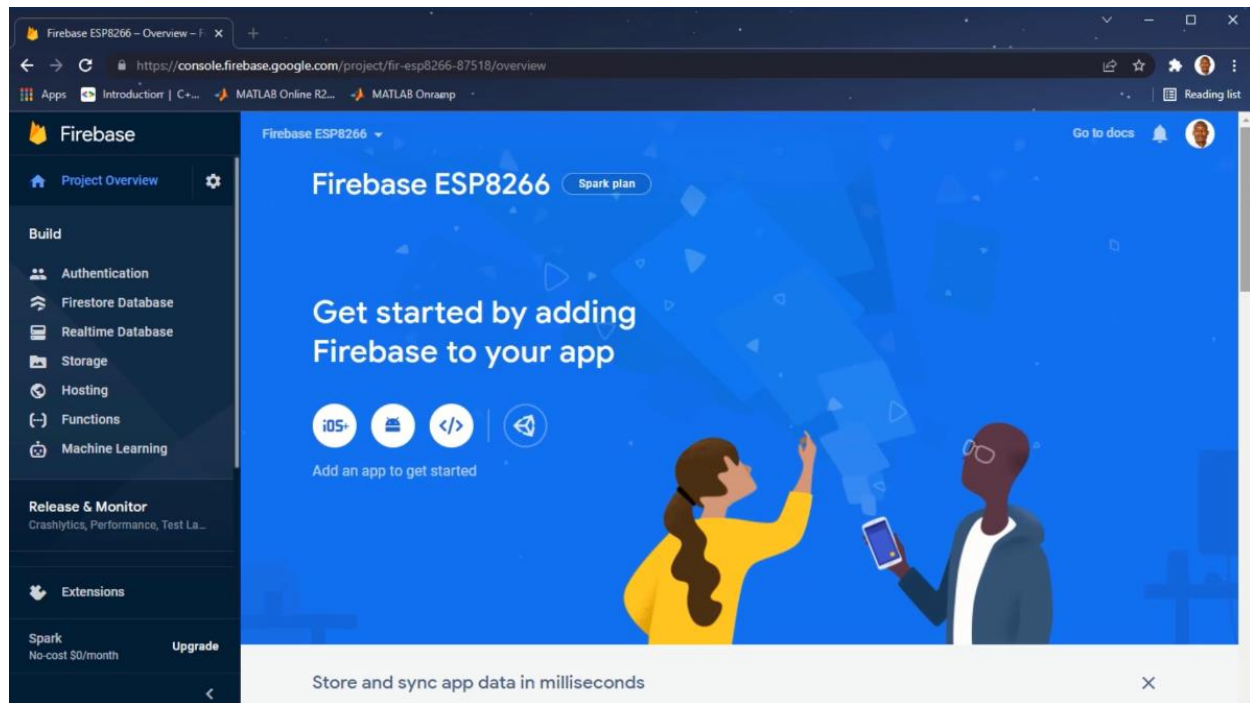 Firebase ESP8266 – Overview – F
https://console.firebase.google.com/project/fir-esp8266-87518/overview
Apps Introductiorr | C+... MATLAB Online R2... MATLAB Onraenp Reading list
Firebase
Firebase ESP8266
Go to docs
Project Overview
Firebase ESP8266 Spark plan
Build
Authentication
Firestore Database
Realtime Database
Storage
Hosting
Functions
Machine Learning
Get started by adding
Firebase to your app
iOS+
Add an app to get started
Release & Monitor
Crashlytics, Performance, Test La...
Extensions
Spark
No-cost $0/month
Upgrade
Store and sync app data in milliseconds